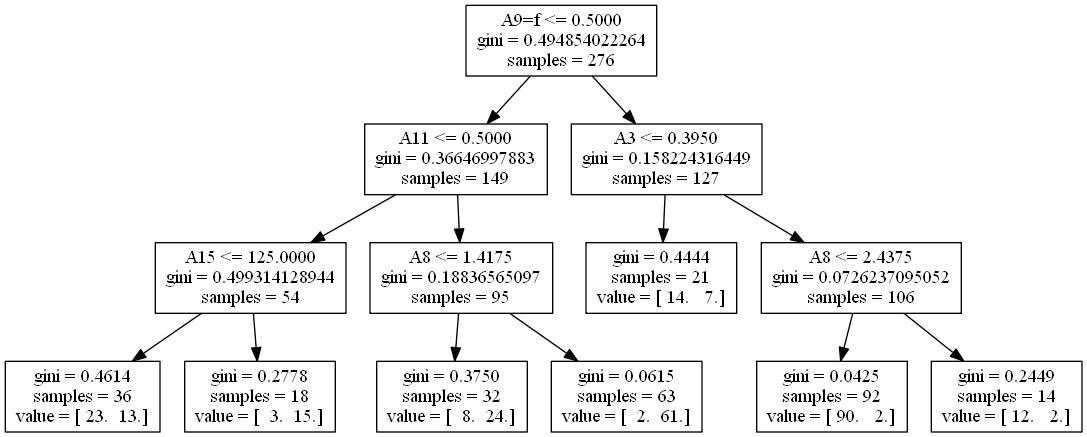 A9=f <= 0.5000
gini = 0.494854022264
samples = 276
A11 <= 0.5000
gini = 0.36646997883
samples = 149
A3 <= 0.3950
gini = 0.158224316449
samples = 127
A15 <= 125.0000
gini = 0.499314128944
samples = 54
A8 <= 1.4175
gini = 0.18836565097
samples = 95
gini = 0.4444
samples = 21
value = [ 14.   7.]
A8 <= 2.4375
gini = 0.0726237095052
samples = 106
gini = 0.4614
samples = 36
value = [ 23.  13.]
gini = 0.2778
samples = 18
value = [  3.  15.]
gini = 0.3750
samples = 32
value = [  8.  24.]
gini = 0.0615
samples = 63
value = [  2.  61.]
gini = 0.0425
samples = 92
value = [ 90.   2.]
gini = 0.2449
samples = 14
value = [ 12.   2.]